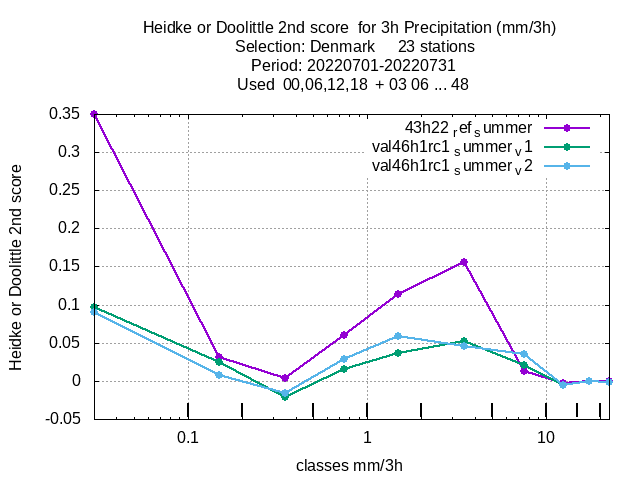 Heidke or Doolittle 2nd score for 3h Precipitation (mm/3h)
Selection: Denmark 23 stations
Period: 20220701-20220731
Used 00,06,12,18 + 03 06 ... 48
43h22 ref summer
val46h1rc1 summer v1
val46h1rc1 summer v2
Heidke or Doolittle 2nd score
0.35
0.3
0.25
0.2
0.15
0.1
0.05
0
-0.05
0.1 1 10
classes mm/3h